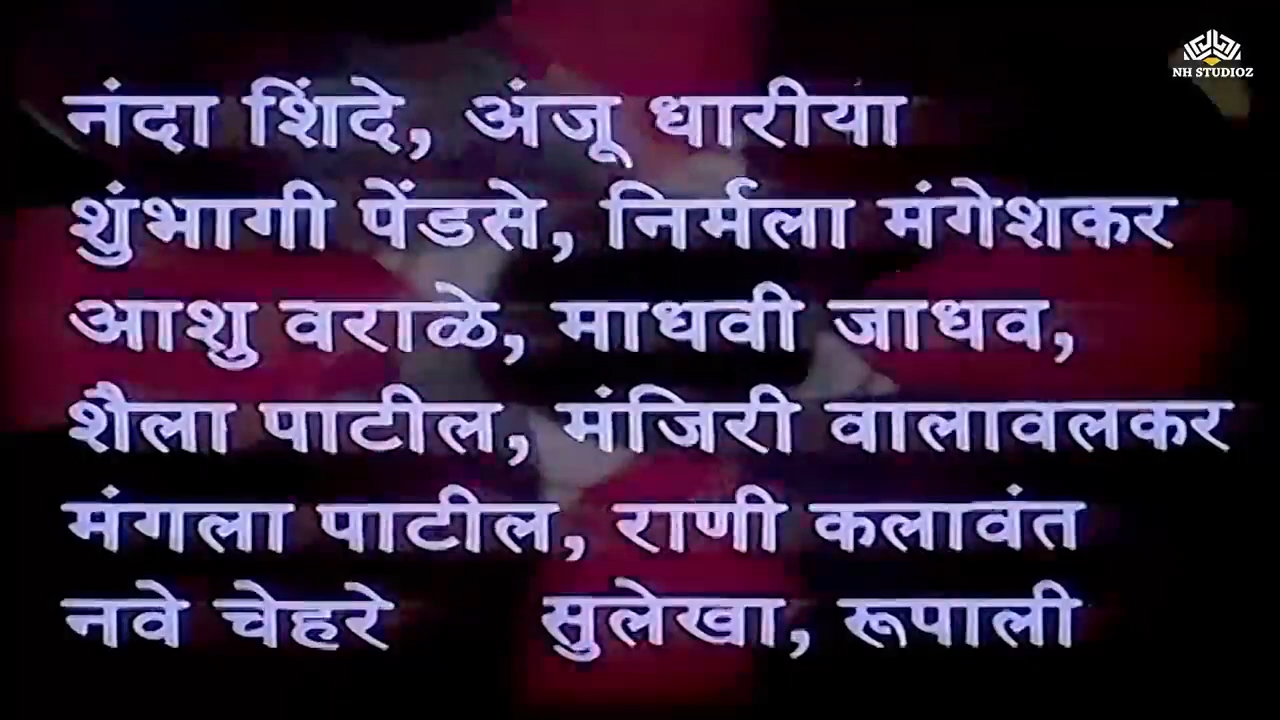 NH STUDIOZ
नंदा शिंदे, अंजू धारीया
शुंभागी पेंडसे, निर्मला मंगेशकर
आशु वराळे, माधवी जाधव,
शैला पाटील, मंजिरी वालावलकर
मंगला पाटील, राणी कलावंत
नवे चेहरे सुलेखा, रूपाली